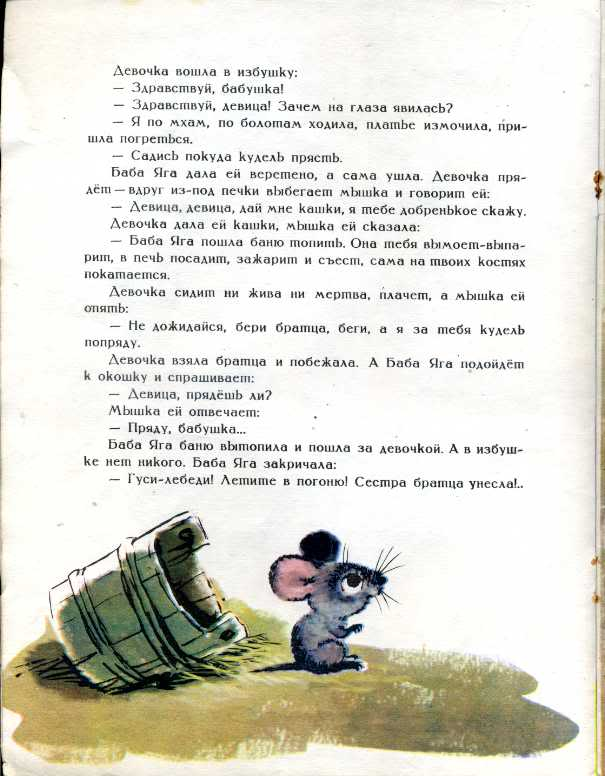 Девочка вошла в избушку:
— Здравствуй, бабушка!
— Здравствуй, девица! Зачем на глаза явилась?
— Я по мхам, по болотам ходила, платье измочила, при-
шла погреться.
— Садись покуда кудель прясть.
Баба Яга дала ей веретено, а сама ушла. Девочка пря-
дёт — вдруг из-под печки выбегает мышка и говорит ей:
— Девица, девица, дай мне кашки, я тебе добренькое скажу.
Девочка дала ей кашки, мышка ей сказала:
— Баба Яга пошла баню топить. Она тебя вымоет-выпа-
рит, в печь посадит, зажарит и съест, сама на твоих костях
покатается.
Девочка сидит ни жива ни мертва, плачет, а мышка ей
опять:
— Не дожидайся, бери братца, беги, а я за тебя кудель
попряду.
Девочка взяла братца и побежала. А Баба Яга подойдёт
к окошку и спрашивает:
— Девица, прядёшь ли?
Мышка ей отвечает:
— Пряду, бабушка...
Баба Яга баню вытопила и пошла за девочкой. А в избуш-
ке нет никого. Баба Яга закричала:
— Гуси-лебеди! Летите в погоню! Сестра братца унесла!..